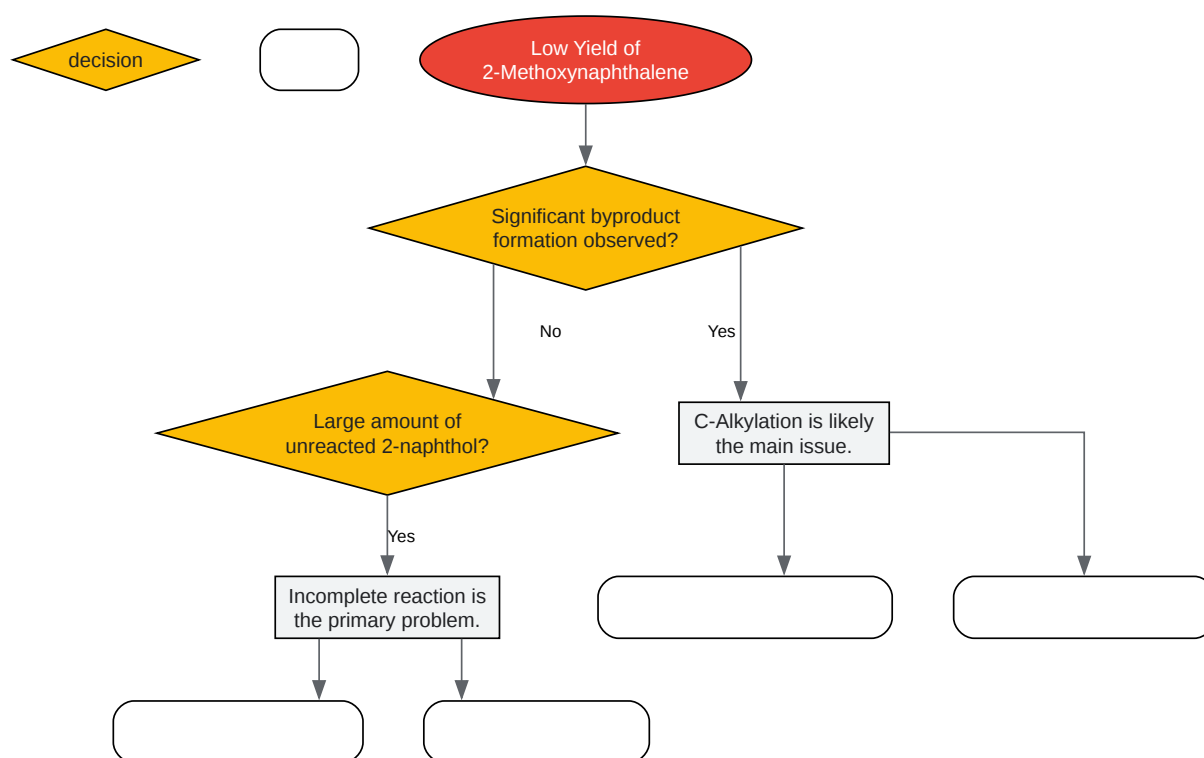 decision
Low Yield of
2-Methoxynaphthalene
Significant byproduct
formation observed?
No
Yes
Large amount of
unreacted 2-naphthol?
C-Alkylation is likely
the main issue.
Yes
Incomplete reaction is
the primary problem.